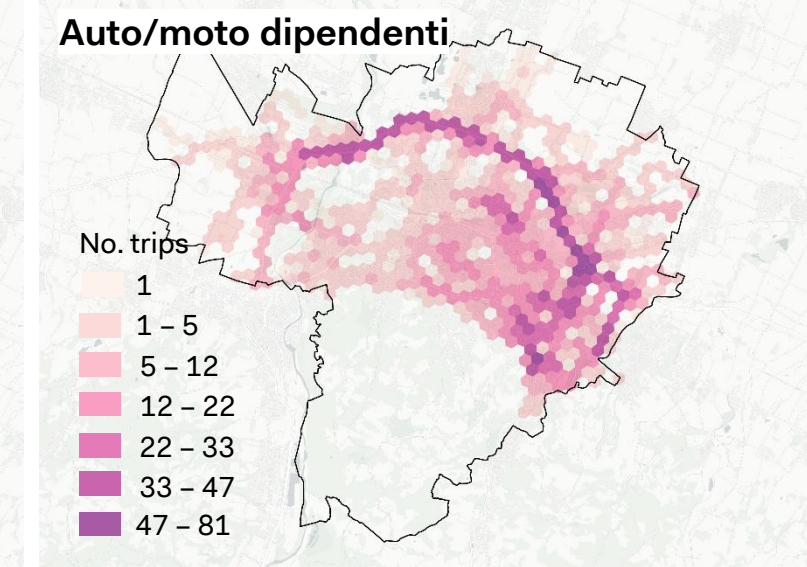 Auto/moto dipendenti
No. trips
1
1 – 5
5 – 12
12 – 22
22 – 33
33 – 47
47 – 81